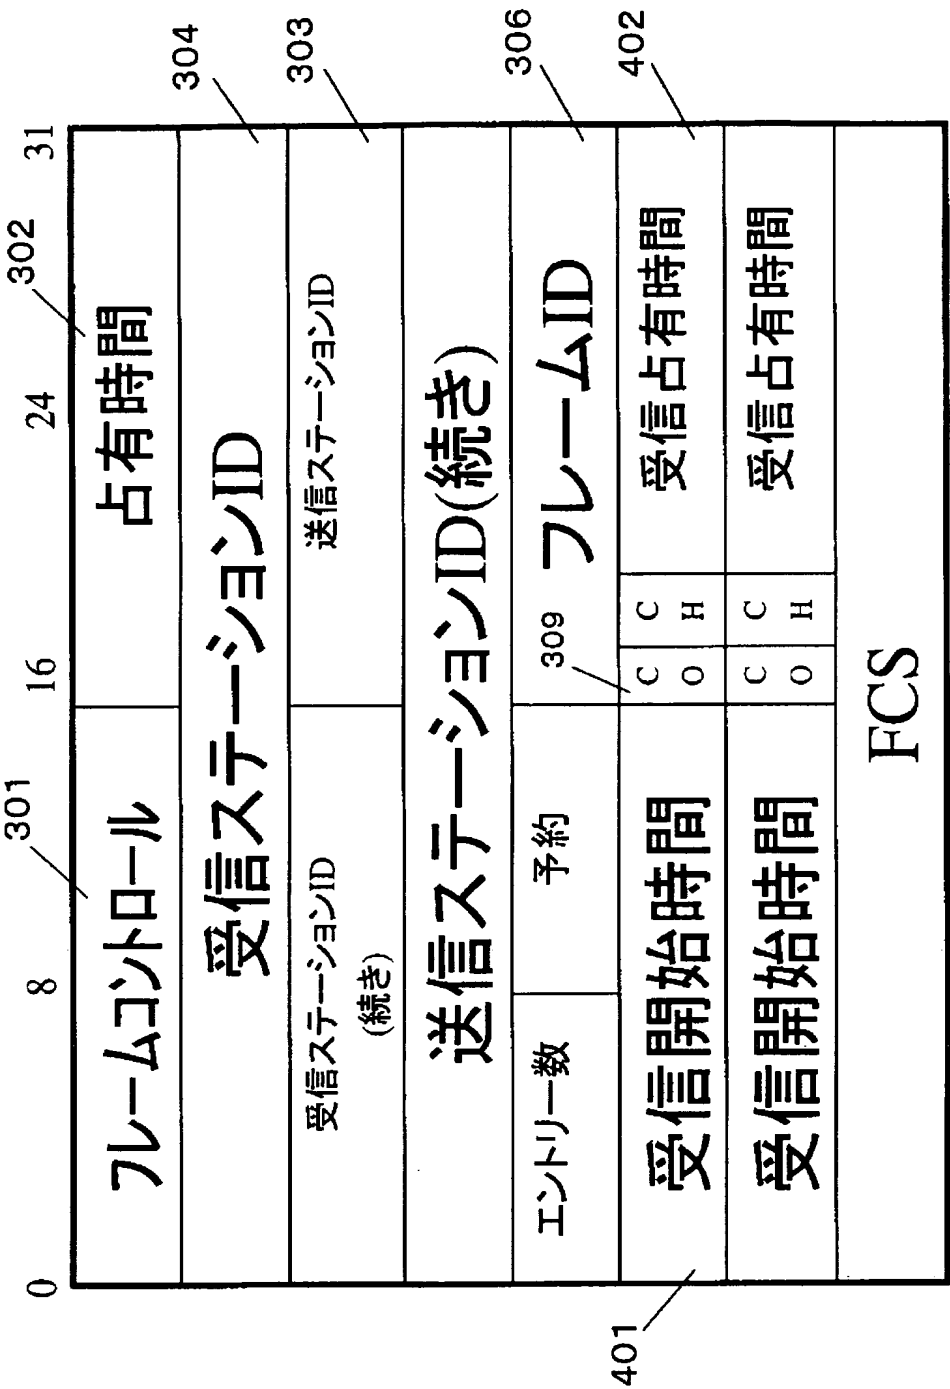 0 8 16 24 31
301
302
フレームコントロール
占有時間
受信ステーションID
304
受信ステーションID
(続き)
送信ステーションID
303
送信ステーションID(続き)
エントリー数
予約
フレームID
306
309
受信開始時間
C
O
C
H
受信占有時間
401
402
受信開始時間
C
O
C
H
受信占有時間
FCS